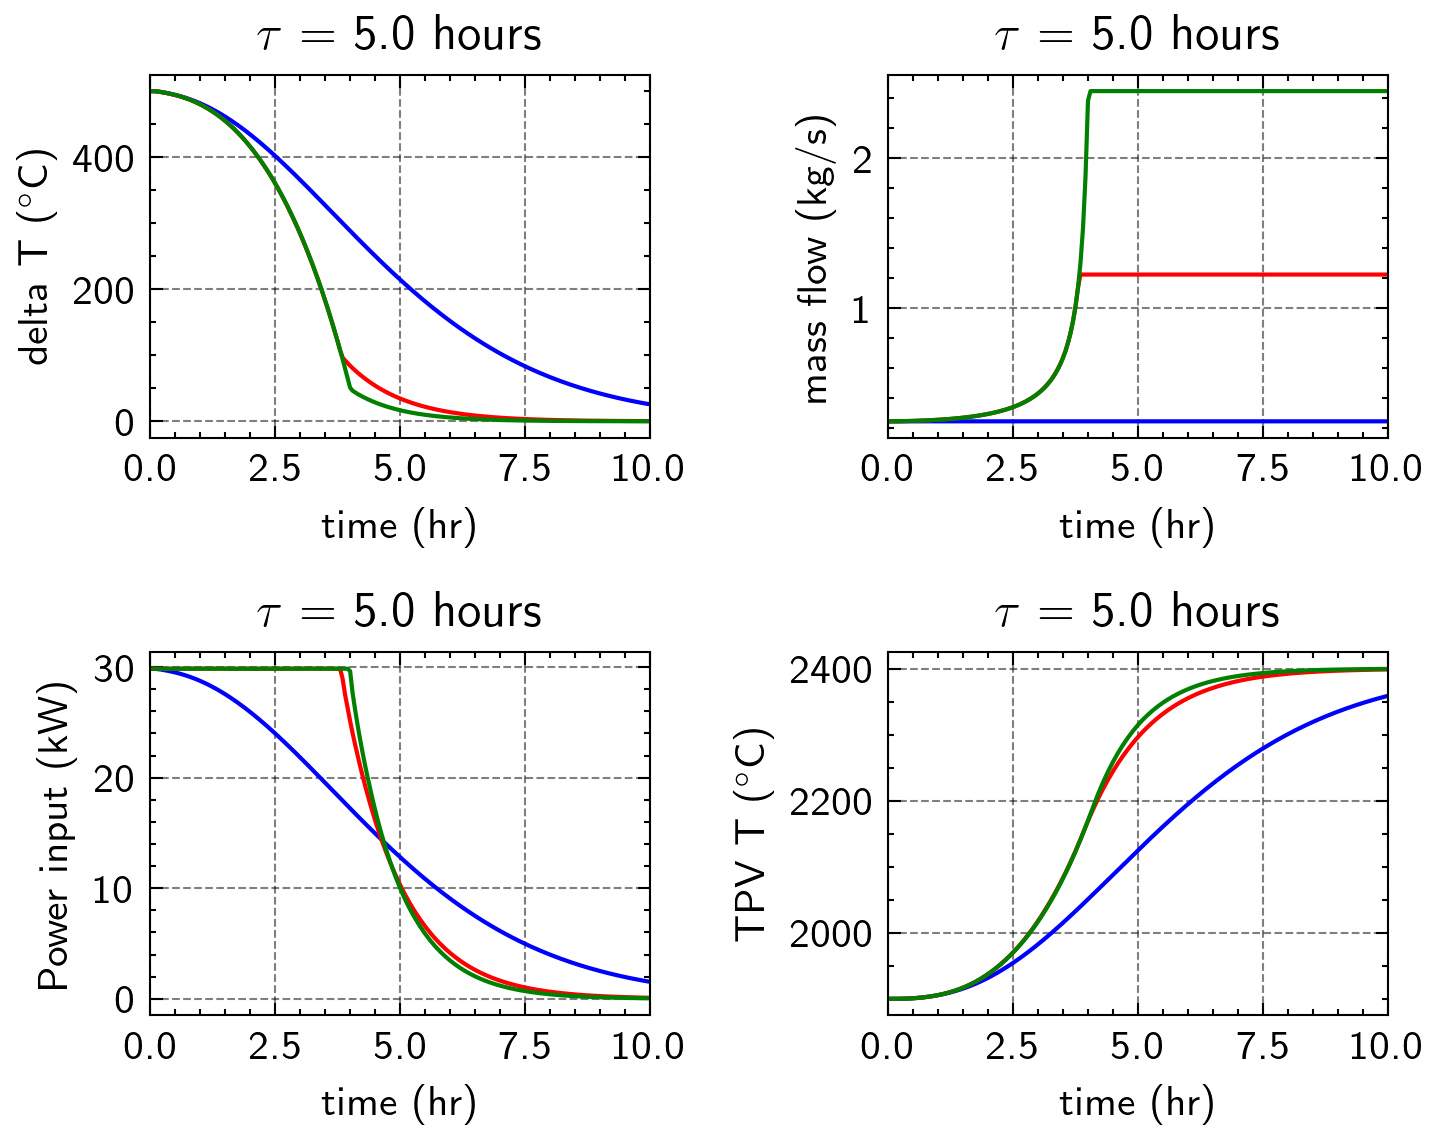 τ = 5.0 hours
delta T (°C)
400
200
0
0.0 2.5 5.0 7.5 10.0
time (hr)
τ = 5.0 hours
mass flow (kg/s)
2
1
0.0 2.5 5.0 7.5 10.0
time (hr)
τ = 5.0 hours
Power input (kW)
30
20
10
0
0.0 2.5 5.0 7.5 10.0
time (hr)
τ = 5.0 hours
TPV T (°C)
2400
2200
2000
0.0 2.5 5.0 7.5 10.0
time (hr)